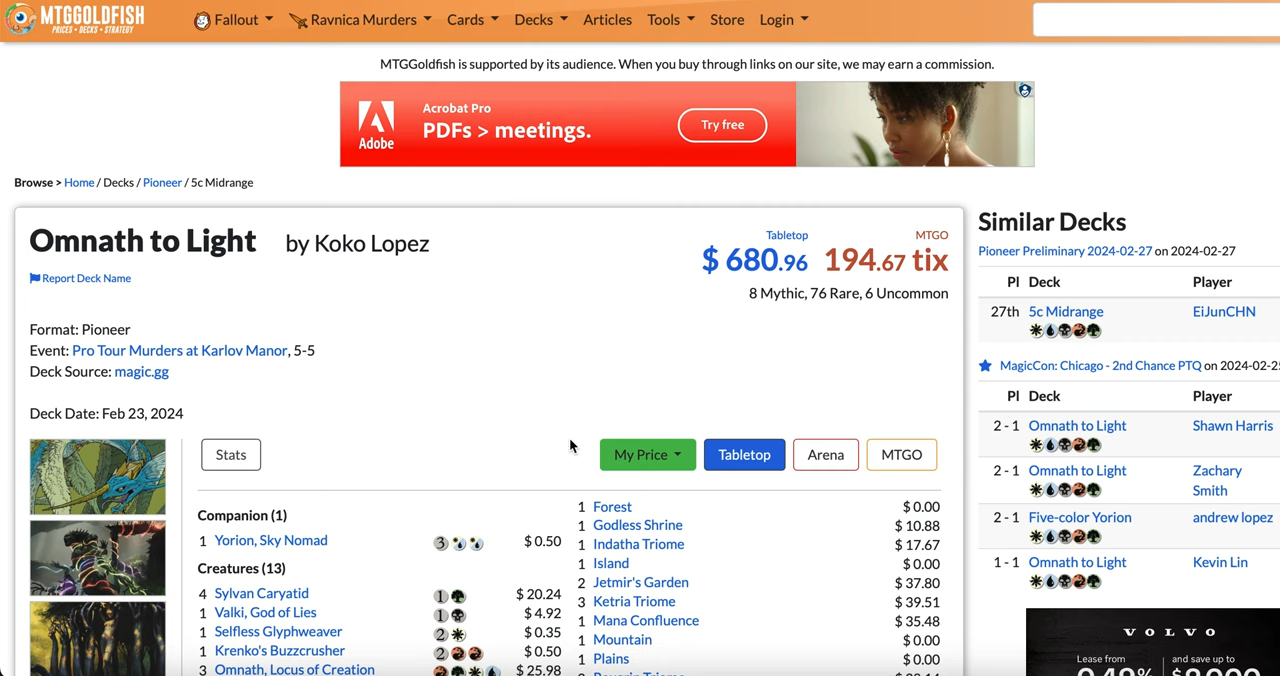 MTGGOLDFISH
PRICES • DECKS • STRATEGY
Fallout
Ravnica Murders
Cards
Decks
Articles
Tools
Store
Login
MTGGoldfish is supported by its audience. When you buy through links on our site, we may earn a commission.
Adobe
Acrobat Pro
PDFs > meetings.
Try free
Browse > Home / Decks / Pioneer / 5c Midrange
Omnath to Light by Koko Lopez
Report Deck Name
Tabletop
$ 680.96
MTGO
194.67 tix
8 Mythic, 76 Rare, 6 Uncommon
Format: Pioneer
Event: Pro Tour Murders at Karlov Manor, 5-5
Deck Source: magic.gg
Deck Date: Feb 23, 2024
Stats
My Price
Tabletop
Arena
MTGO
Companion (1)
1 Yorion, Sky Nomad 3 $ 0.50
Creatures (13)
4 Sylvan Caryatid 1 $ 20.24
1 Valki, God of Lies 1 $ 4.92
1 Selfless Glyphweaver 2 $ 0.35
1 Krenko's Buzzcrusher 2 $ 0.50
3 Omnath, Locus of Creation $ 25.98
1 Forest $ 0.00
1 Godless Shrine $ 10.88
1 Indatha Triome $ 17.67
1 Island $ 0.00
2 Jetmir's Garden $ 37.80
3 Ketria Triome $ 39.51
1 Mana Confluence $ 35.48
1 Mountain $ 0.00
1 Plains $ 0.00
Similar Decks
Pioneer Preliminary 2024-02-27 on 2024-02-27
Pl Deck Player
27th 5c Midrange EiJunCHN
MagicCon: Chicago - 2nd Chance PTQ on 2024-02-25
Pl Deck Player
2 - 1 Omnath to Light Shawn Harris
2 - 1 Omnath to Light Zachary
Smith
2 - 1 Five-color Yorion andrew lopez
1 - 1 Omnath to Light Kevin Lin
VOLVO
Lease from
and save up to